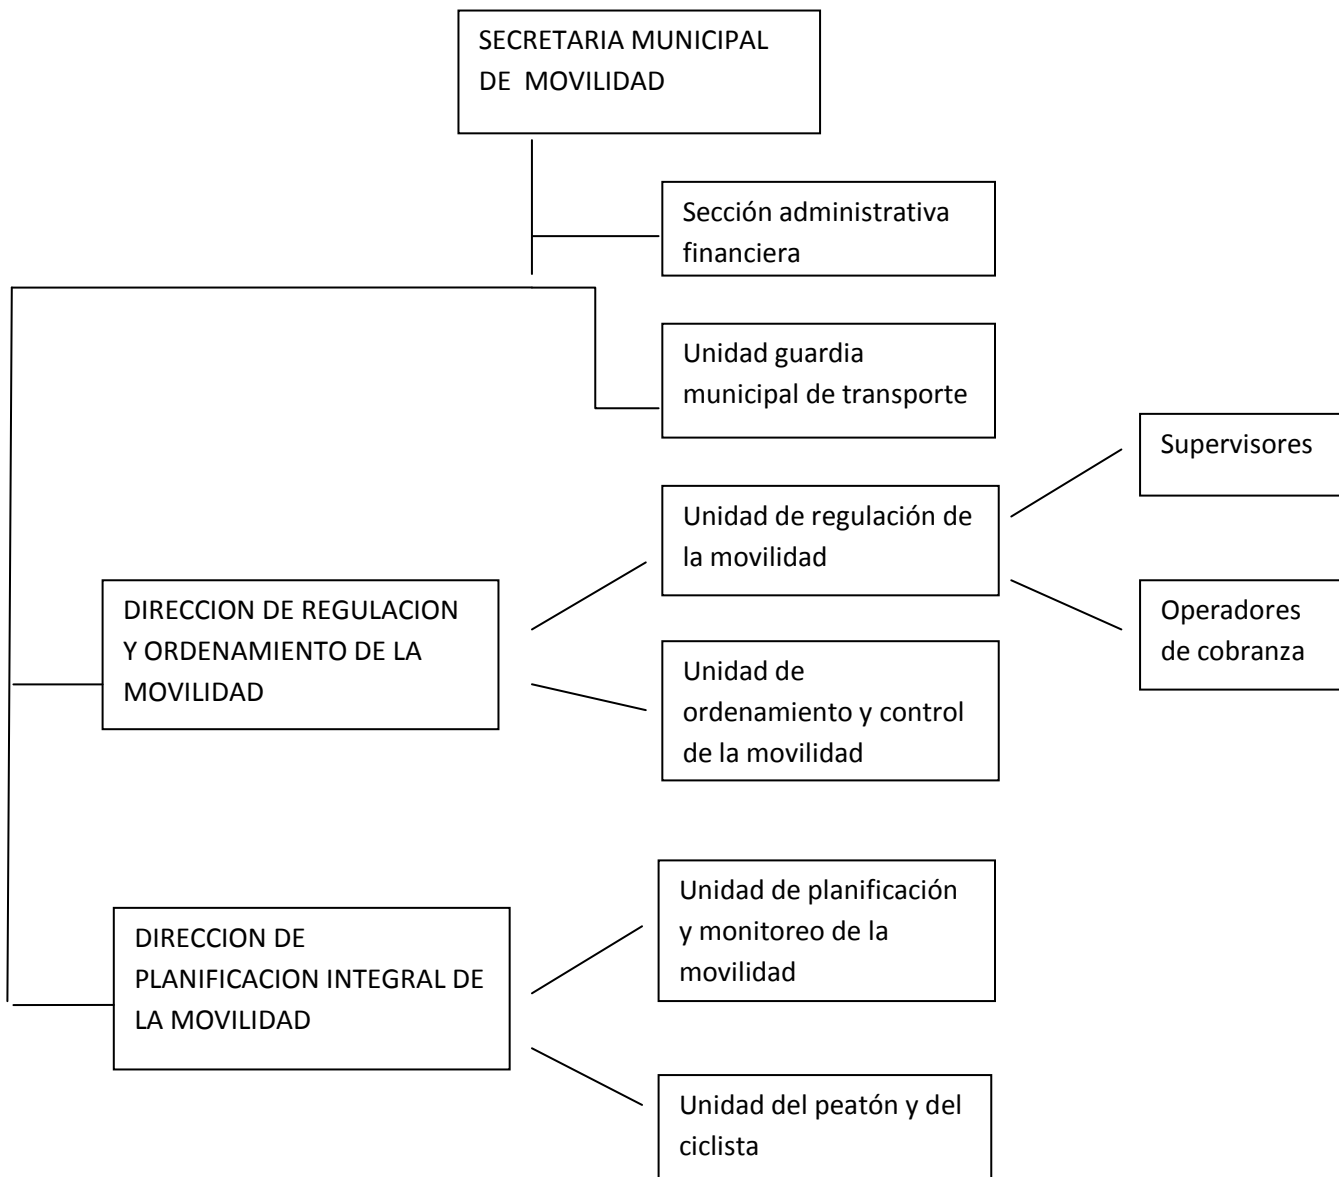 SECRETARIA MUNICIPAL
DE MOVILIDAD
Sección administrativa
financiera
Unidad guardia
municipal de transporte
Supervisores
Unidad de regulación de
la movilidad
DIRECCION DE REGULACION
Y ORDENAMIENTO DE LA
MOVILIDAD
Operadores
de cobranza
Unidad de
ordenamiento y control
de la movilidad
Unidad de planificación
y monitoreo de la
movilidad
DIRECCION DE
PLANIFICACION INTEGRAL DE
LA MOVILIDAD
Unidad del peatón y del
ciclista